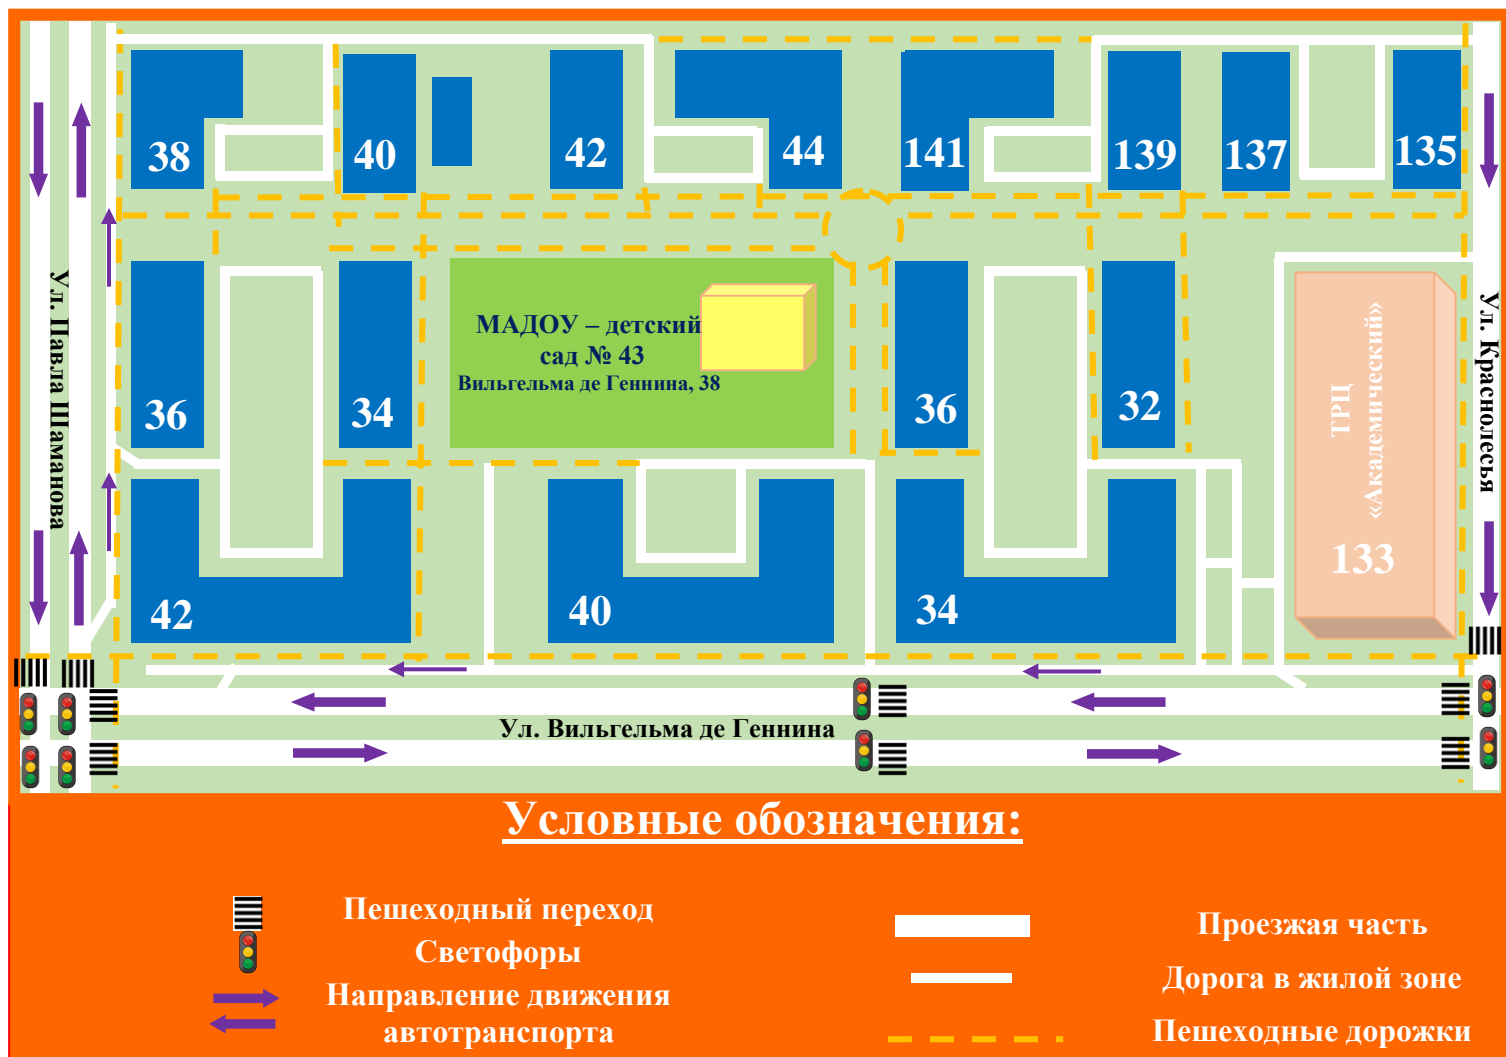 38
40
42
44
141
139
137
135
Ул. Павла Шаманова
36
34
МАДОУ – детский
сад № 43
Вильгельма де Геннина, 38
36
32
ТРЦ
«Академический»
133
Ул. Краснолесья
42
40
34
Ул. Вильгельма де Геннина
Условные обозначения:
Пешеходный переход
Светофоры
Направление движения
автотранспорта
Проезжая часть
Дорога в жилой зоне
Пешеходные дорожки